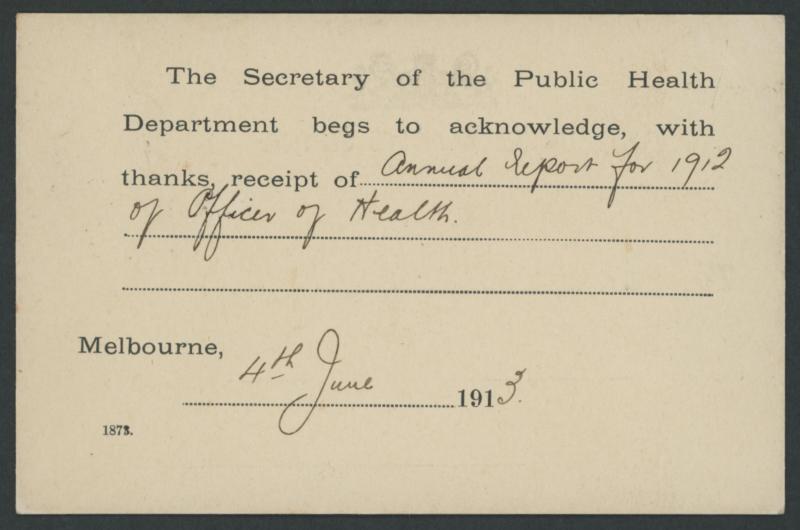 The Secretary of the Public Health
Department begs to acknowledge, with
thanks, receipt of Annual Report for 1912
of Officer of Health.
Melbourne,
4th June 1913.
1873.